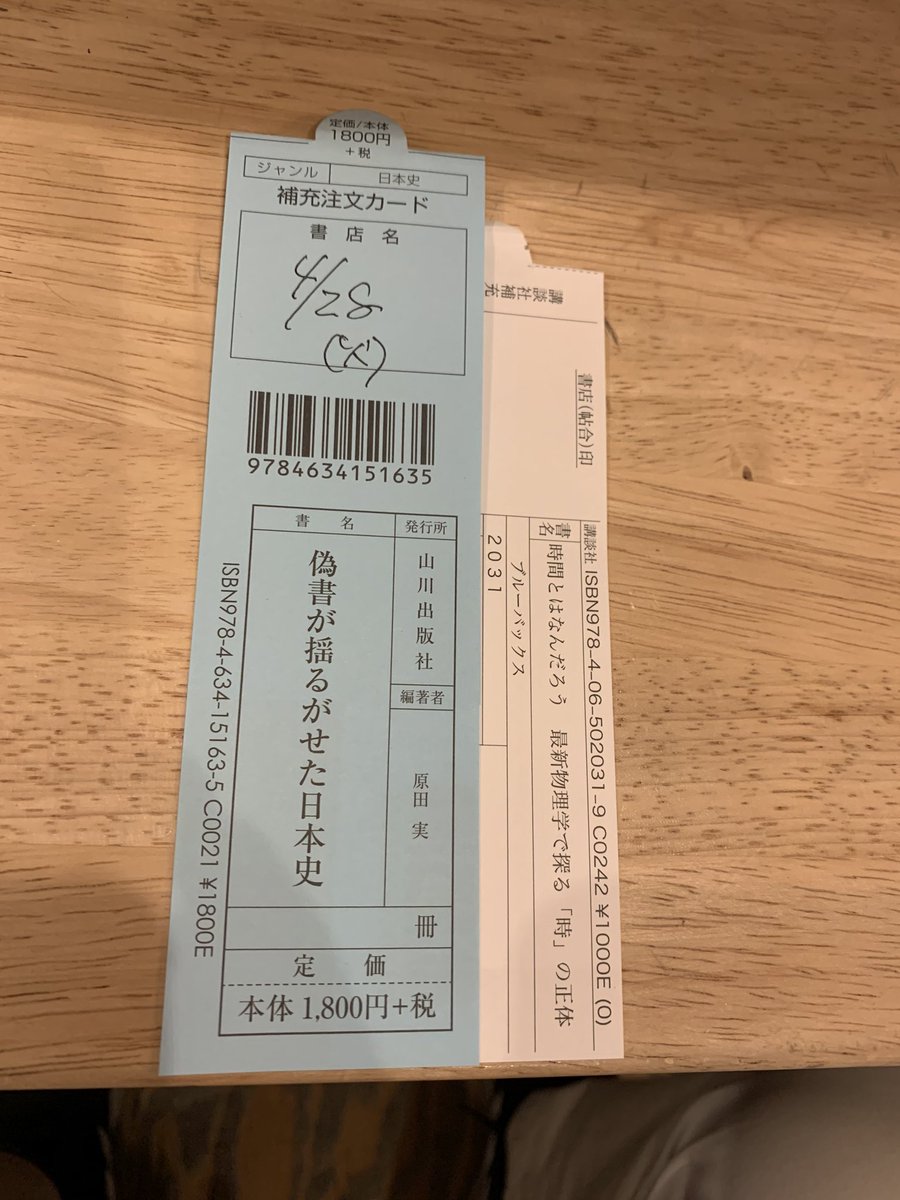 定価/本体
1800円
+税
ジャンル 日本史
補充注文カード
書店名
4/28
(火)
9784634151635
書名
偽書が揺るがせた日本史
発行所
山川出版社
編著者
原田 実
冊
定価
本体 1,800円+税
ISBN978-4-634-15163-5 C0021 ¥1800E
講談社補充
書店(帖合)印
講談社 ISBN978-4-06-502031-9 C0242 ¥1000E (0)
書名 時間とはなんだろう 最新物理学で探る「時」の正体
ブルーバックス
2031